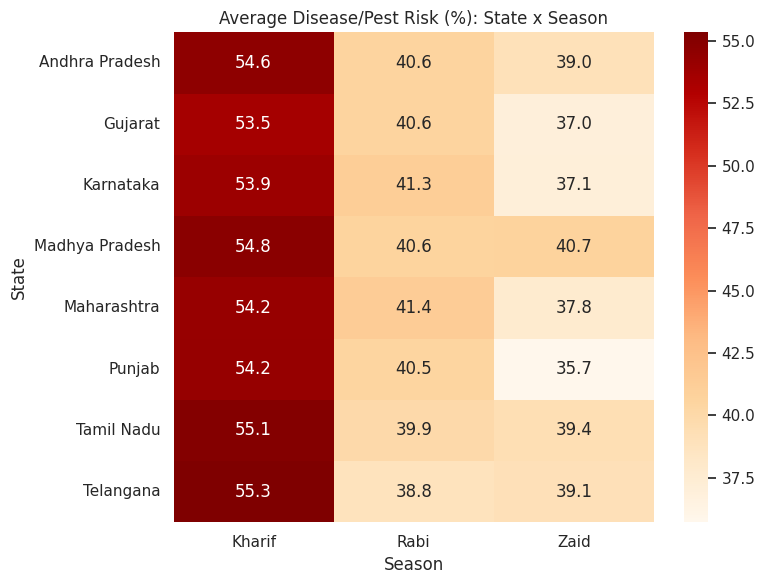 Average Disease/Pest Risk (%): State x Season
Andhra Pradesh 54.6 40.6 39.0
Gujarat 53.5 40.6 37.0
Karnataka 53.9 41.3 37.1
Madhya Pradesh 54.8 40.6 40.7
Maharashtra 54.2 41.4 37.8
Punjab 54.2 40.5 35.7
Tamil Nadu 55.1 39.9 39.4
Telangana 55.3 38.8 39.1
State
Kharif Rabi Zaid
Season
55.0
52.5
50.0
47.5
45.0
42.5
40.0
37.5